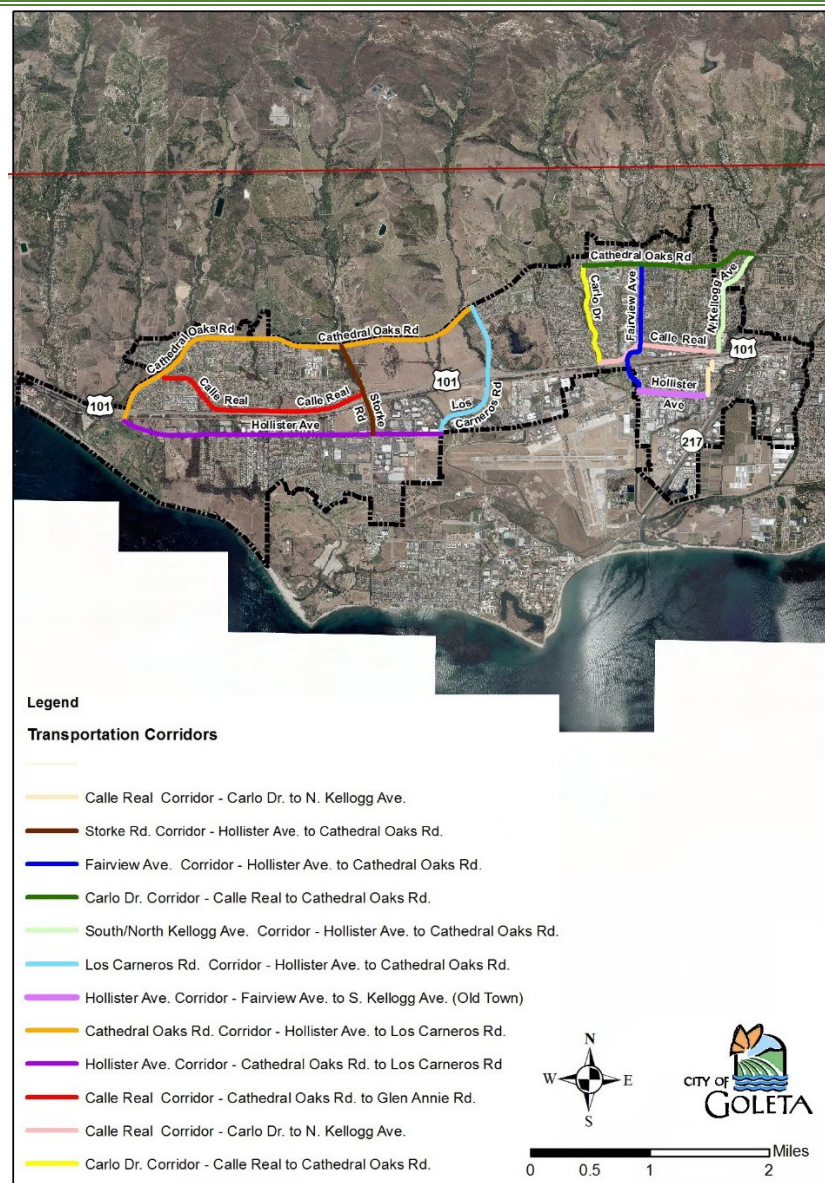 Cathedral Oaks Rd
Carlo Dr
Fairview Ave
N Kellogg Ave
Calle Real
101
Hollister
Ave
217
Cathedral Oaks Rd
Cathedral Oaks Rd
101
Los
Carneros Rd
Calle Real
Calle Real
Storke
Rd
101
Hollister Ave
Legend
Transportation Corridors
Calle Real Corridor - Carlo Dr. to N. Kellogg Ave.
Storke Rd. Corridor - Hollister Ave. to Cathedral Oaks Rd.
Fairview Ave. Corridor - Hollister Ave. to Cathedral Oaks Rd.
Carlo Dr. Corridor - Calle Real to Cathedral Oaks Rd.
South/North Kellogg Ave. Corridor - Hollister Ave. to Cathedral Oaks Rd.
Los Carneros Rd. Corridor - Hollister Ave. to Cathedral Oaks Rd.
Hollister Ave. Corridor - Fairview Ave. to S. Kellogg Ave. (Old Town)
Cathedral Oaks Rd. Corridor - Hollister Ave. to Los Carneros Rd.
Hollister Ave. Corridor - Cathedral Oaks Rd. to Los Carneros Rd
Calle Real Corridor - Cathedral Oaks Rd. to Glen Annie Rd.
Calle Real Corridor - Carlo Dr. to N. Kellogg Ave.
Carlo Dr. Corridor - Calle Real to Cathedral Oaks Rd.
N
W E
S
CITY OF
GOLETA
Miles
0 0.5 1 2